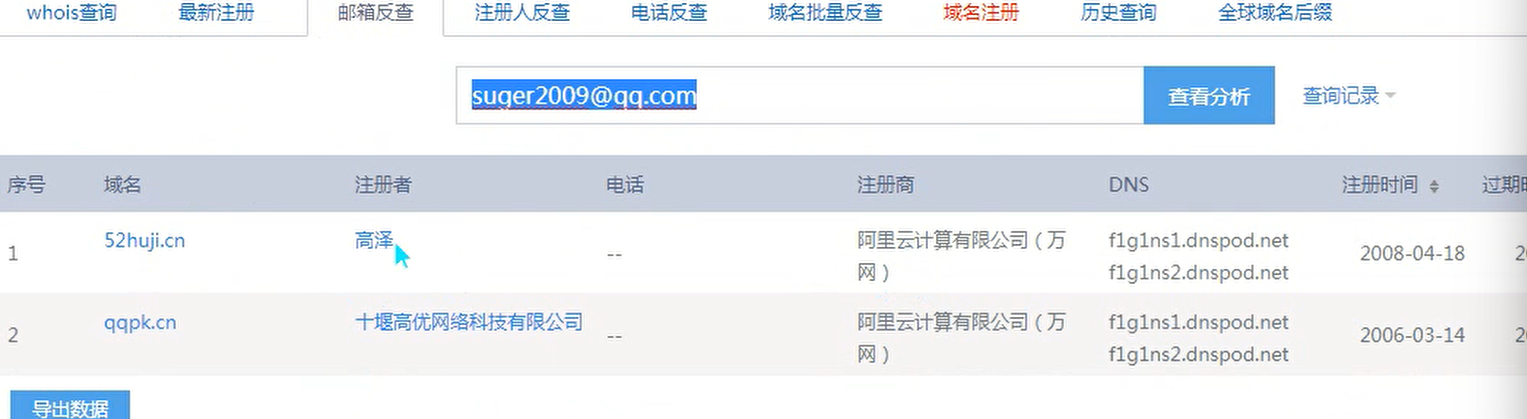 whois查询 最新注册 邮箱反查 注册人反查 电话反查 域名批量反查 域名注册 历史查询 全球域名后缀
suger2009@qq.com 查看分析 查询记录
序号 域名 注册者 电话 注册商 DNS 注册时间
1 52huji.cn 高泽 -- 阿里云计算有限公司（万网） f1g1ns1.dnspod.net f1g1ns2.dnspod.net 2008-04-18
2 qqpk.cn 十堰高优网络科技有限公司 -- 阿里云计算有限公司（万网） f1g1ns1.dnspod.net f1g1ns2.dnspod.net 2006-03-14
导出数据